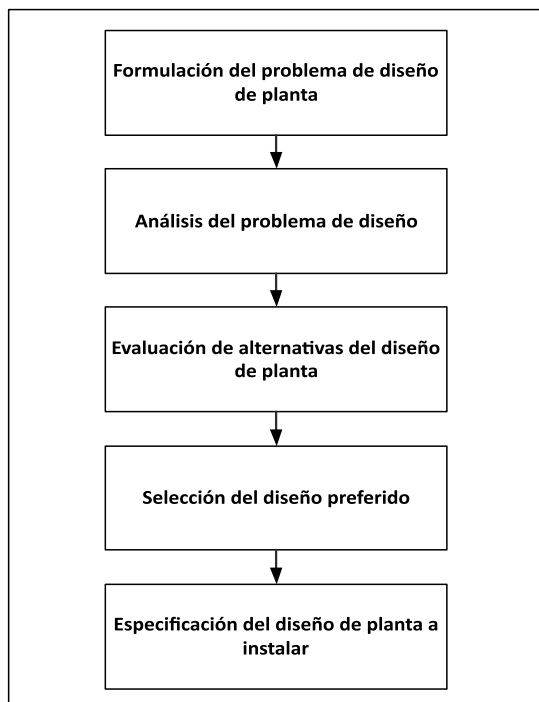 Formulación del problema de diseño
de planta
Análisis del problema de diseño
Evaluación de alternativas del diseño
de planta
Selección del diseño preferido
Especificación del diseño de planta a
instalar